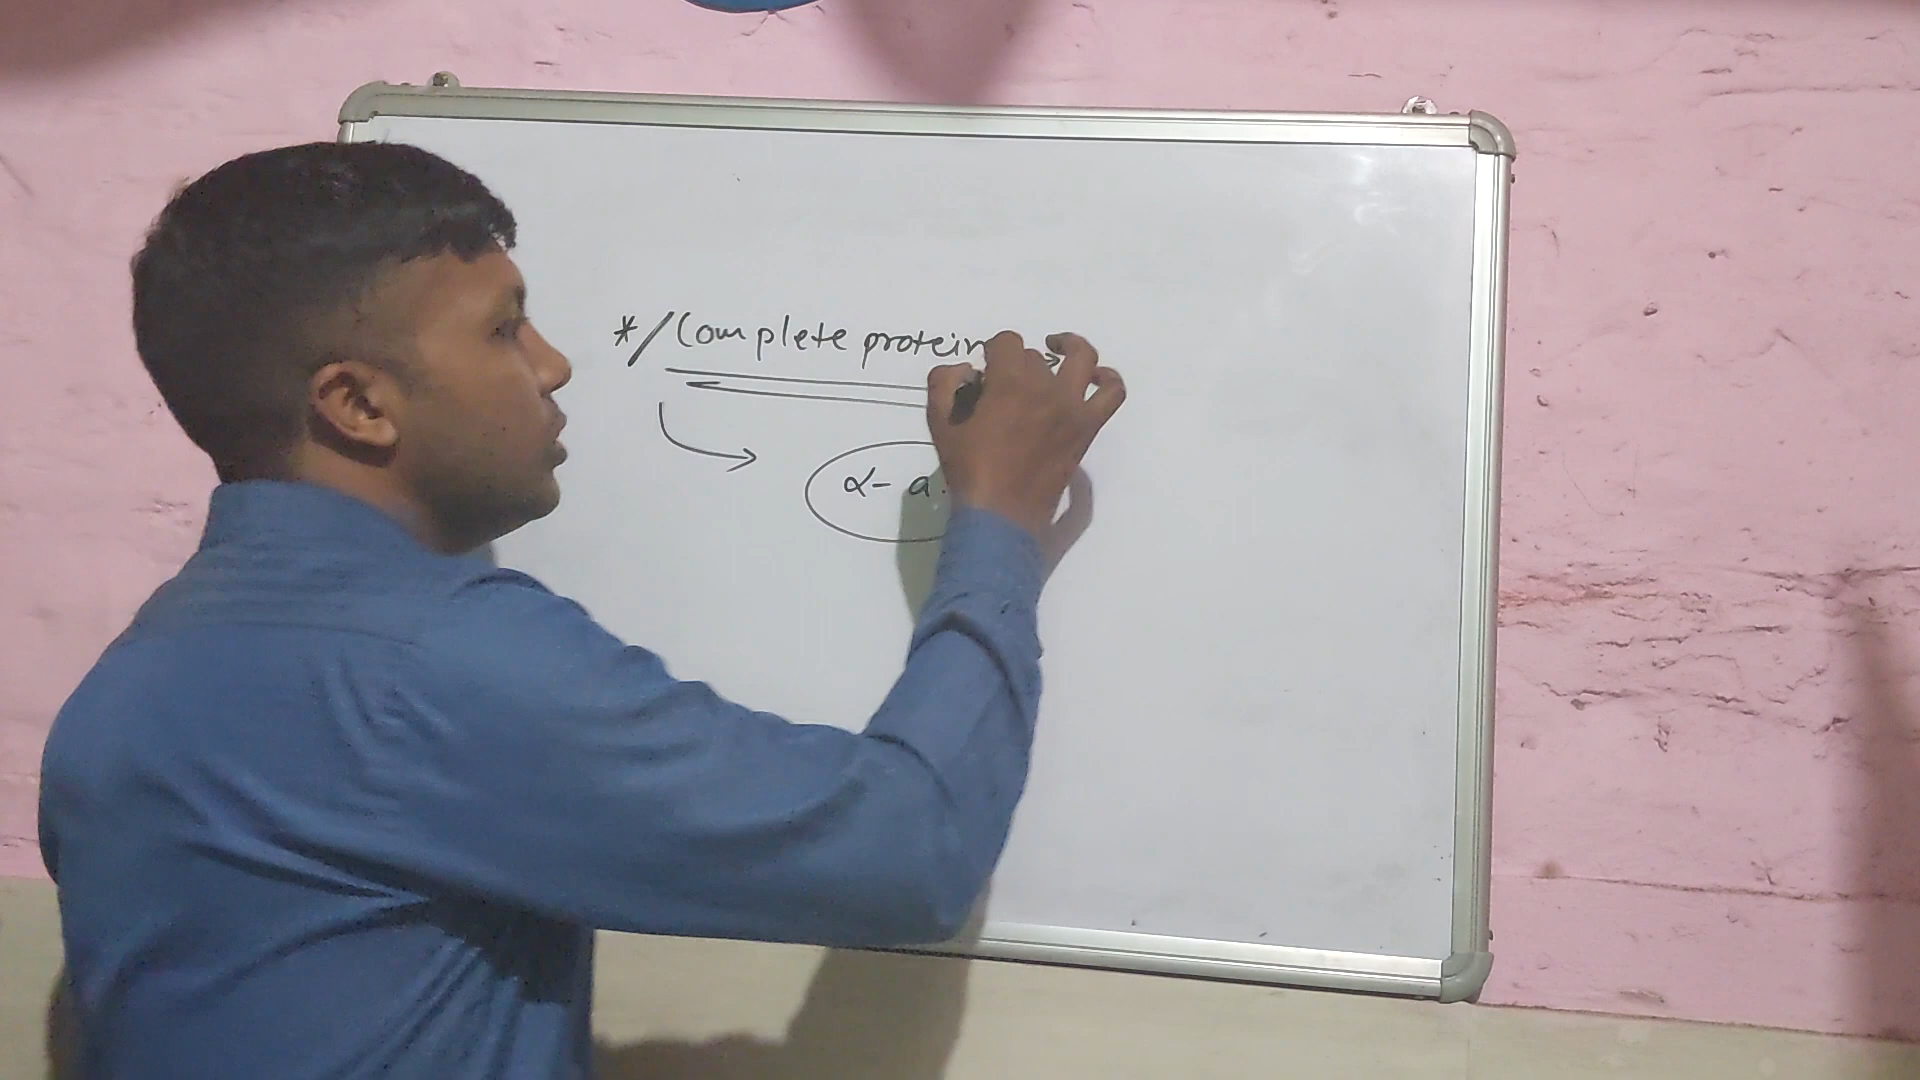 */ Complete protein
α- a.